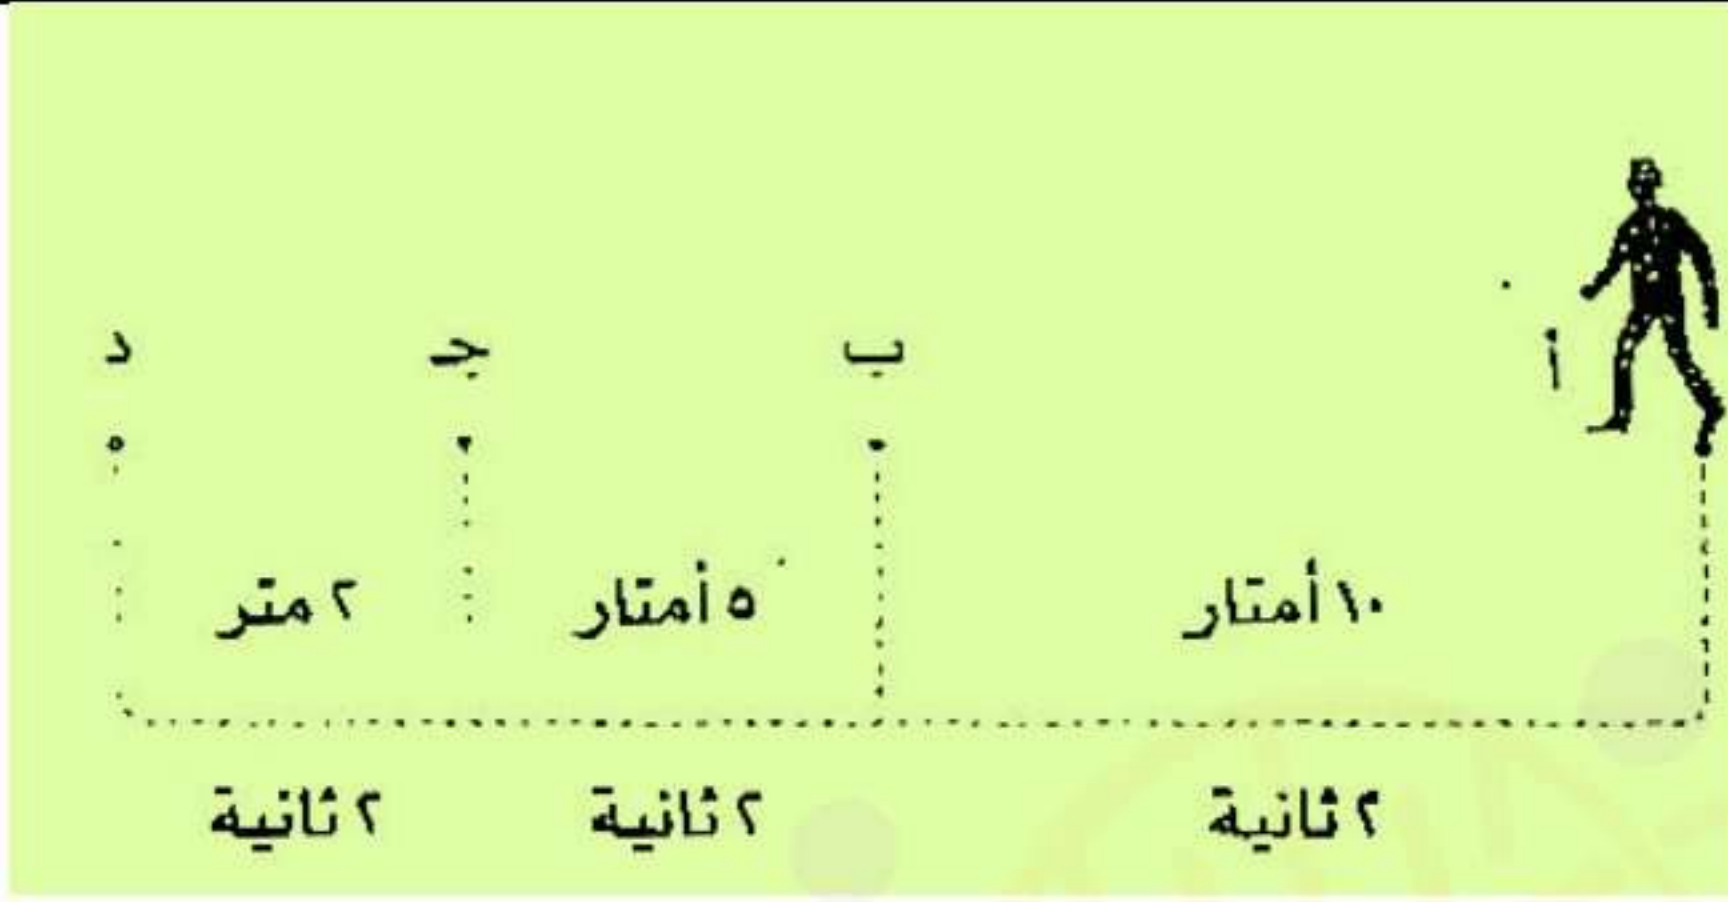 أ
ب جـ د
١٠ أمتار ٥ أمتار ٢ متر
٢ ثانية ٢ ثانية ٢ ثانية